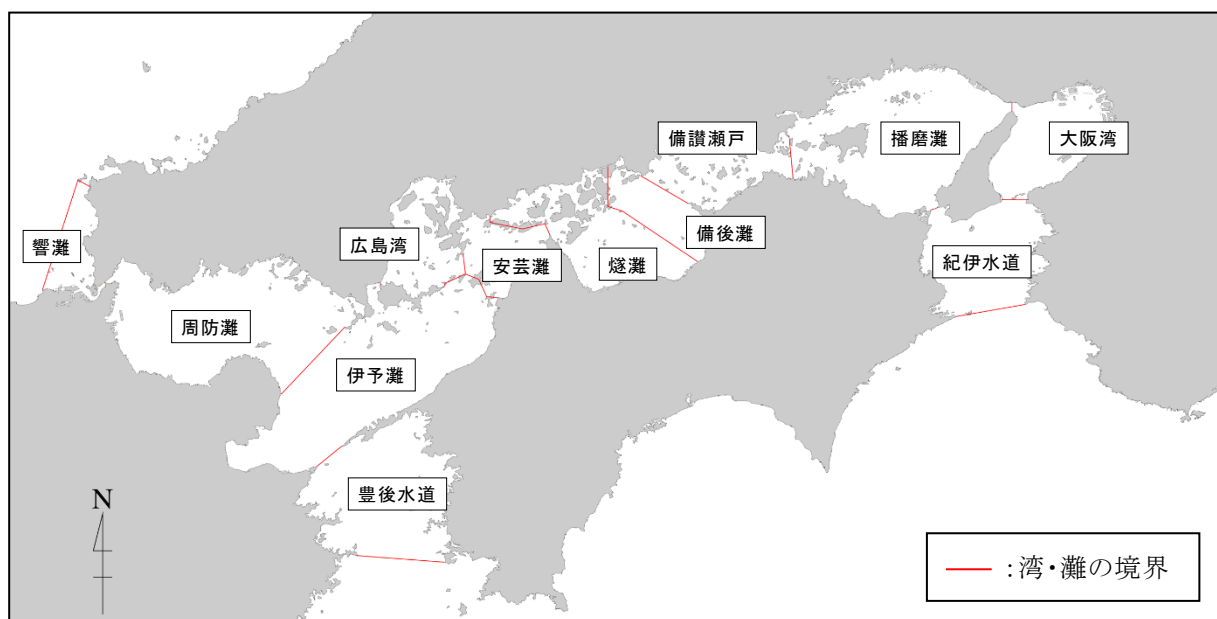 備讃瀬戸
播磨灘
大阪湾
響灘
広島湾
安芸灘
燧灘
備後灘
紀伊水道
周防灘
伊予灘
豊後水道
N
:湾・灘の境界